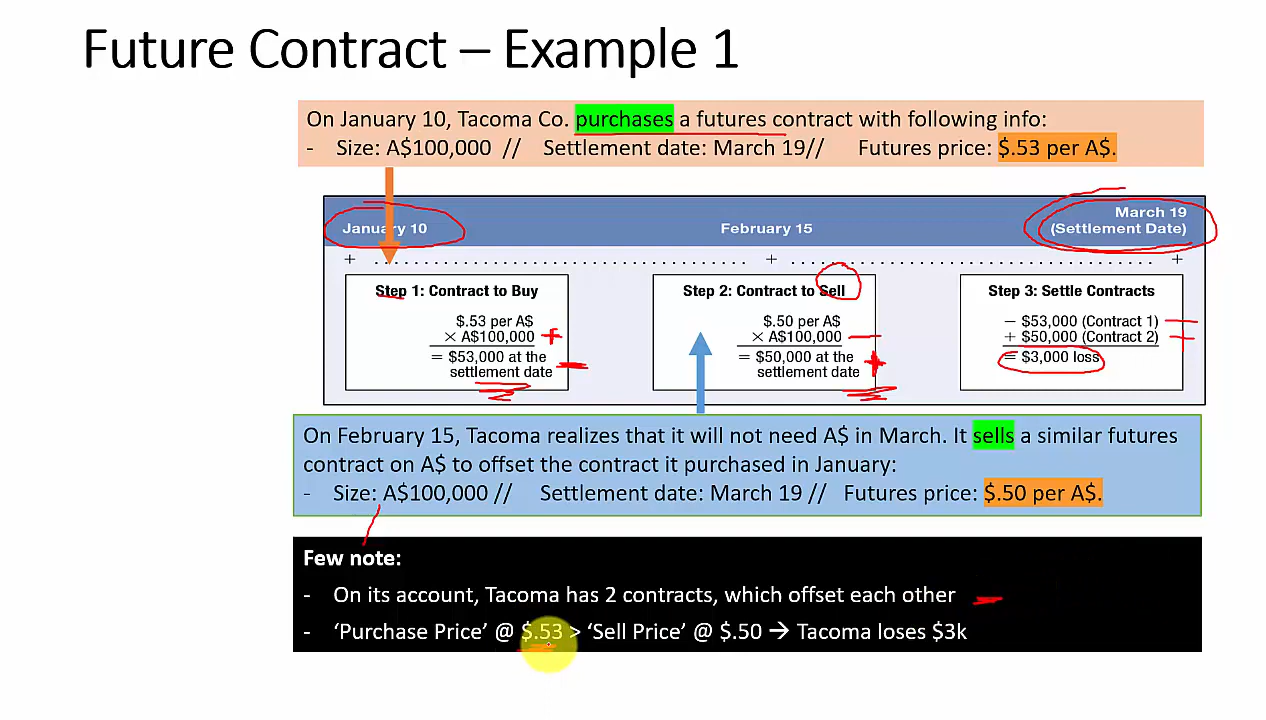 Future Contract – Example 1
On January 10, Tacoma Co. purchases a futures contract with following info:
- Size: A$100,000 // Settlement date: March 19// Futures price: $.53 per A$.
January 10
February 15
March 19
(Settlement Date)
Step 1: Contract to Buy
$.53 per A$
× A$100,000
= $53,000 at the
settlement date
Step 2: Contract to Sell
$.50 per A$
× A$100,000
= $50,000 at the
settlement date
Step 3: Settle Contracts
− $53,000 (Contract 1)
+ $50,000 (Contract 2)
= $3,000 loss
On February 15, Tacoma realizes that it will not need A$ in March. It sells a similar futures
contract on A$ to offset the contract it purchased in January:
- Size: A$100,000 // Settlement date: March 19 // Futures price: $.50 per A$.
Few note:
- On its account, Tacoma has 2 contracts, which offset each other
- ‘Purchase Price’ @ $.53 > ‘Sell Price’ @ $.50 → Tacoma loses $3k